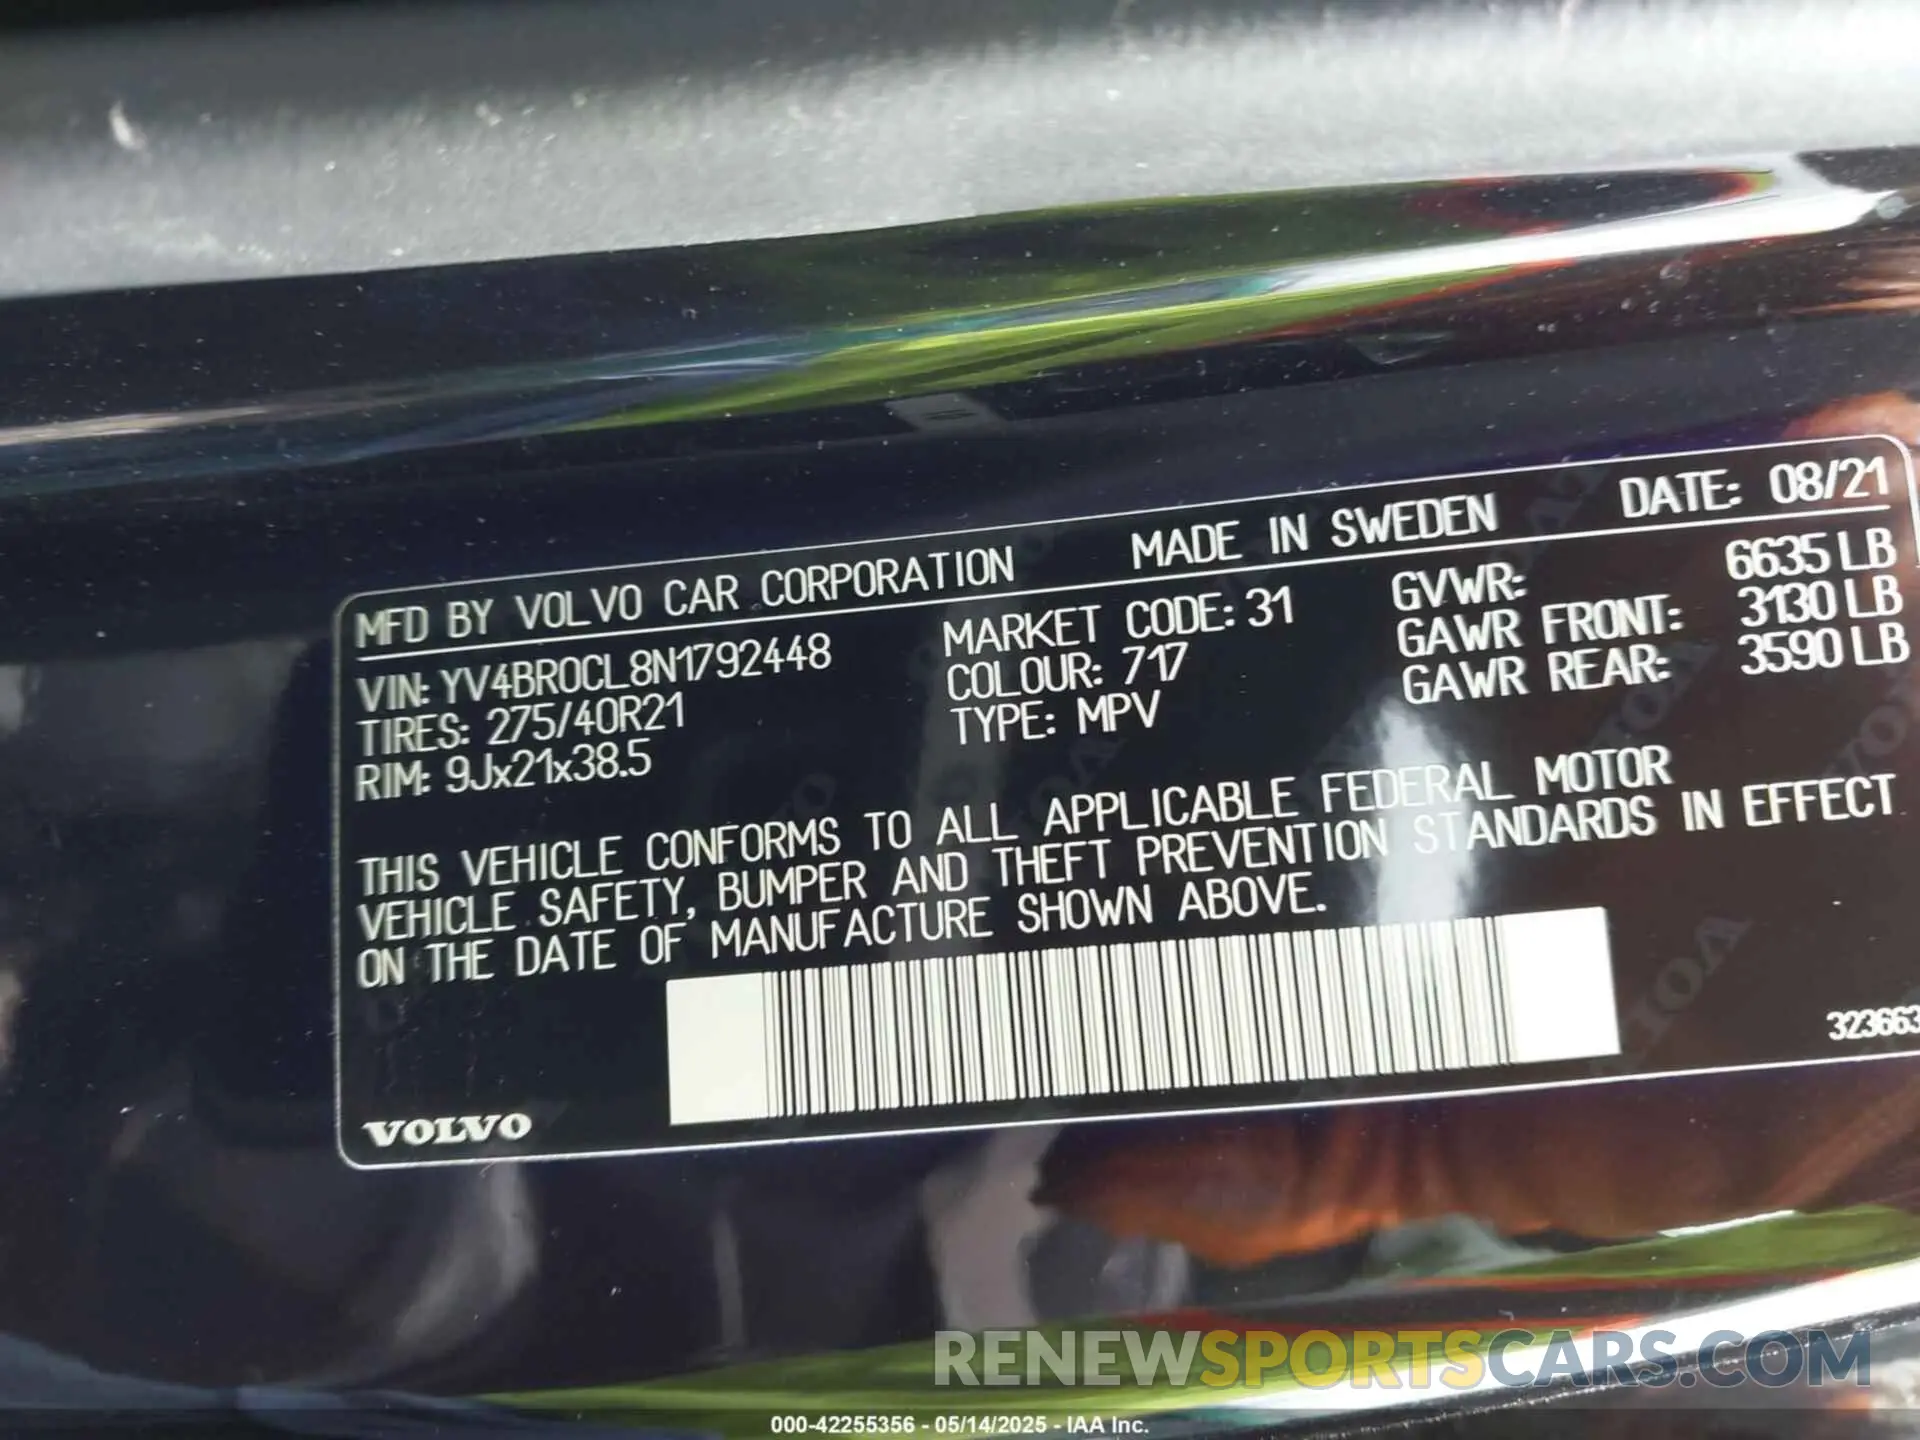 MFD BY VOLVO CAR CORPORATION MADE IN SWEDEN DATE: 08/21
VIN: YV4BR0CL8N1792448 MARKET CODE: 31 GVWR: 6635 LB
TIRES: 275/40R21 COLOUR: 717 GAWR FRONT: 3130 LB
RIM: 9Jx21x38.5 TYPE: MPV GAWR REAR: 3590 LB
THIS VEHICLE CONFORMS TO ALL APPLICABLE FEDERAL MOTOR
VEHICLE SAFETY, BUMPER AND THEFT PREVENTION STANDARDS IN EFFECT
ON THE DATE OF MANUFACTURE SHOWN ABOVE.
323663
VOLVO
RENEWSPORTSCARS.COM
000-42255356 - 05/14/2025 - IAA Inc.